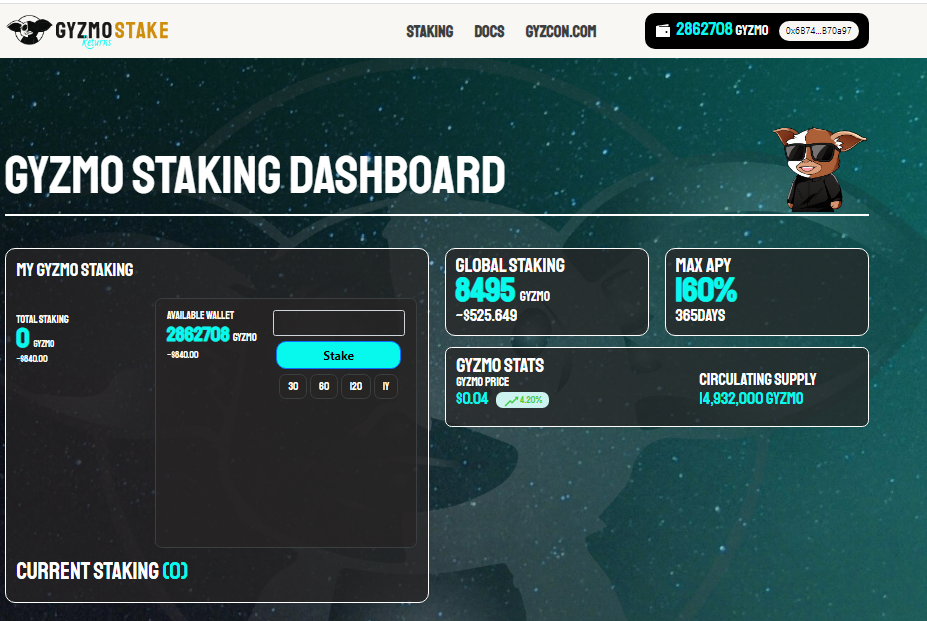 GYZMO STAKE
Returns
STAKING
DOCS
GYZCON.COM
2862708 GYZMO
0x6B74...B70a97
GYZMO STAKING DASHBOARD
MY GYZMO STAKING
TOTAL STAKING
0 GYZMO
~$840.00
AVAILABLE WALLET
2862708 GYZMO
~$840.00
Stake
30
60
120
1Y
CURRENT STAKING (0)
GLOBAL STAKING
8495 GYZMO
~$525.649
MAX APY
160%
365DAYS
GYZMO STATS
GYZMO PRICE
$0.04
4.20%
CIRCULATING SUPPLY
14,932,000 GYZMO